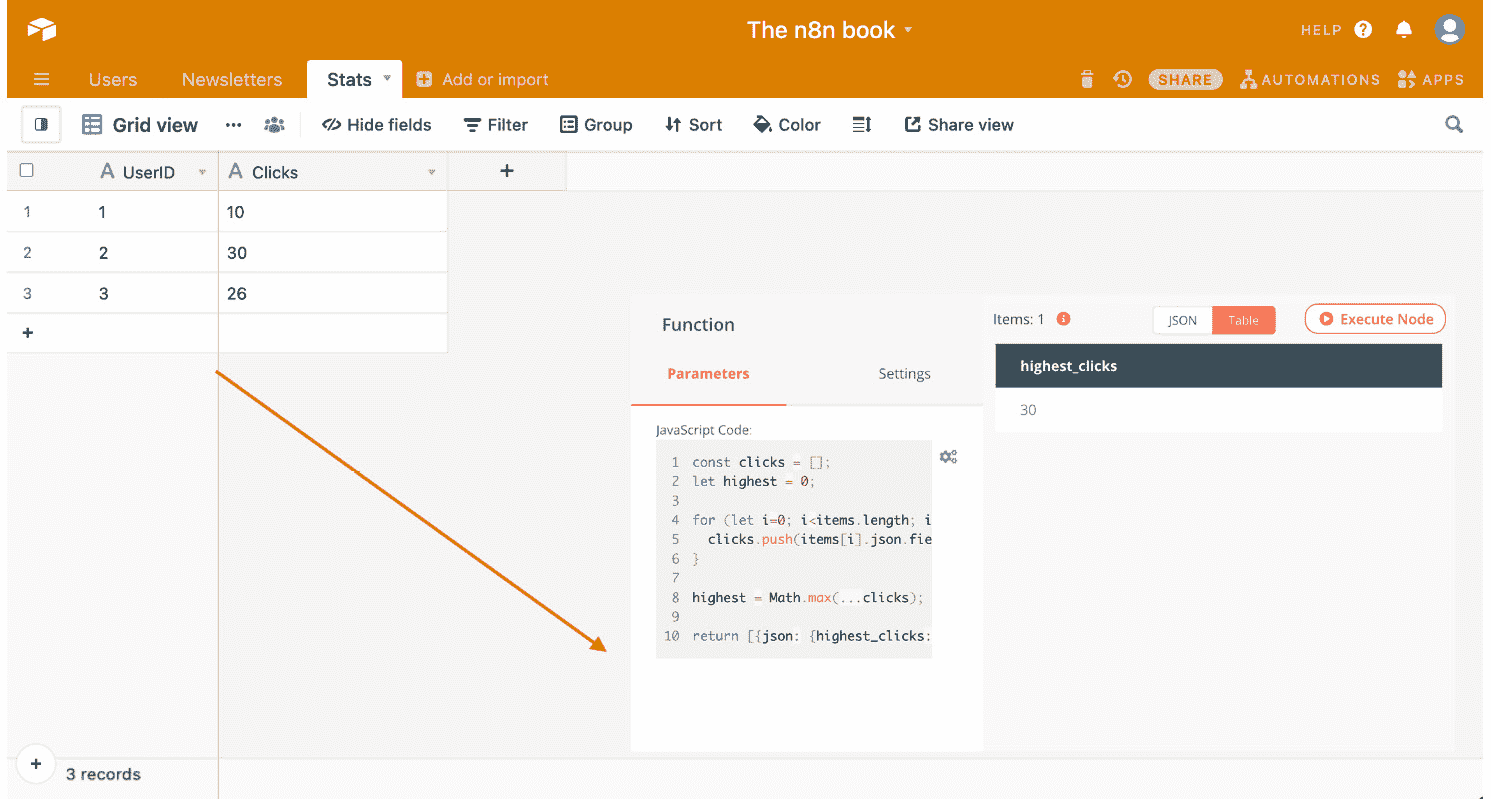 The n8n book
HELP
Users Newsletters Stats Add or import
SHARE AUTOMATIONS APPS
Grid view Hide fields Filter Group Sort Color Share view
UserID Clicks
1 1 10
2 2 30
3 3 26
3 records
Function
Parameters Settings
JavaScript Code:
1 const clicks = [];
2 let highest = 0;
3
4 for (let i=0; i<items.length; i
5 clicks.push(items[i].json.fie
6 }
7
8 highest = Math.max(...clicks);
9
10 return [{json: {highest_clicks:
Items: 1 JSON Table Execute Node
highest_clicks
30